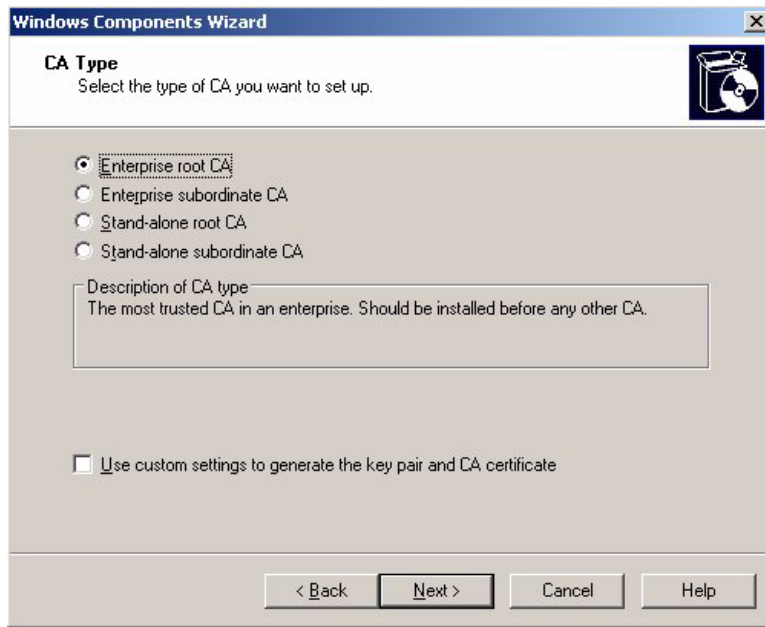 Windows Components Wizard
CA Type
Select the type of CA you want to set up.
Enterprise root CA
Enterprise subordinate CA
Stand-alone root CA
Stand-alone subordinate CA
Description of CA type
The most trusted CA in an enterprise. Should be installed before any other CA.
Use custom settings to generate the key pair and CA certificate
< Back Next > Cancel Help